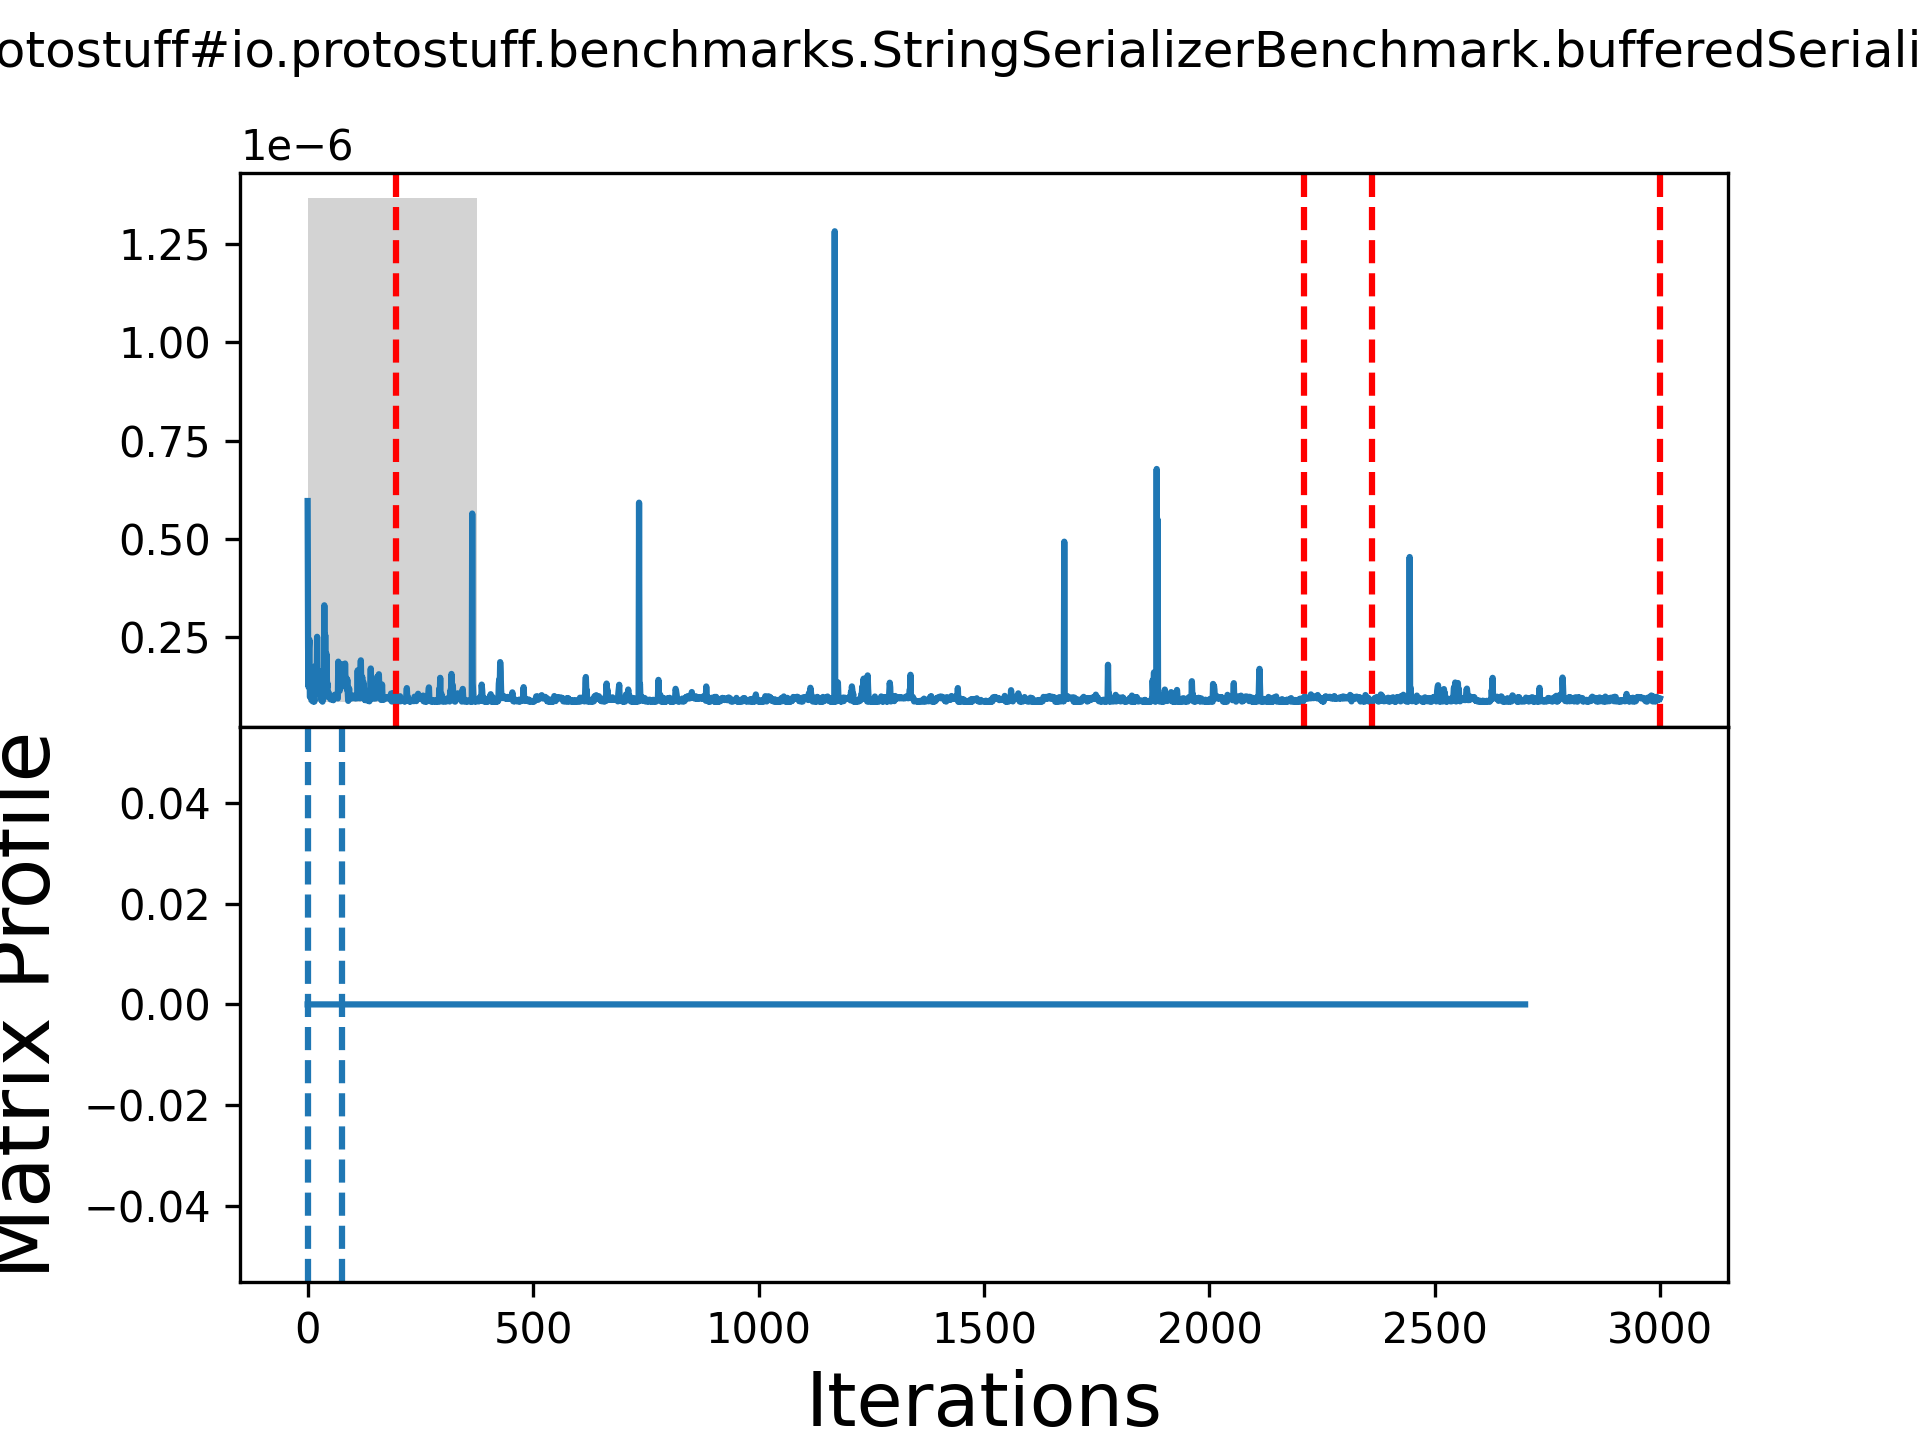 otostuff#io.protostuff.benchmarks.StringSerializerBenchmark.bufferedSeriali
1e−6
1.25
1.00
0.75
0.50
0.25
Matrix Profile
0.04
0.02
0.00
−0.02
−0.04
0 500 1000 1500 2000 2500 3000
Iterations